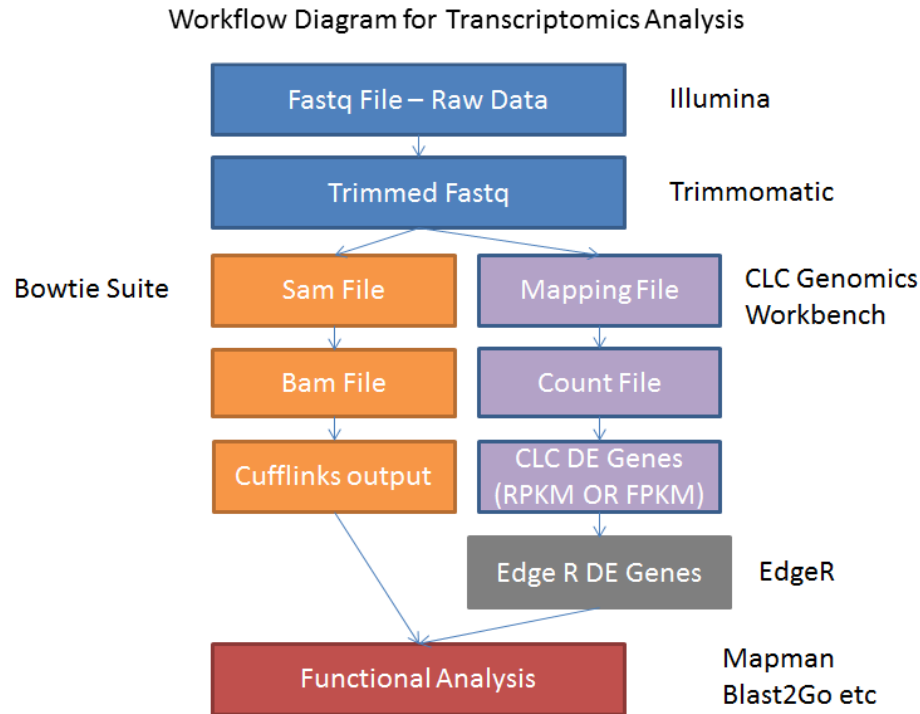 Workflow Diagram for Transcriptomics Analysis
Fastq File – Raw Data
Illumina
Trimmed Fastq
Trimmomatic
Bowtie Suite
Sam File
Mapping File
CLC Genomics
Workbench
Bam File
Count File
Cufflinks output
CLC DE Genes
(RPKM OR FPKM)
Edge R DE Genes
EdgeR
Functional Analysis
Mapman
Blast2Go etc